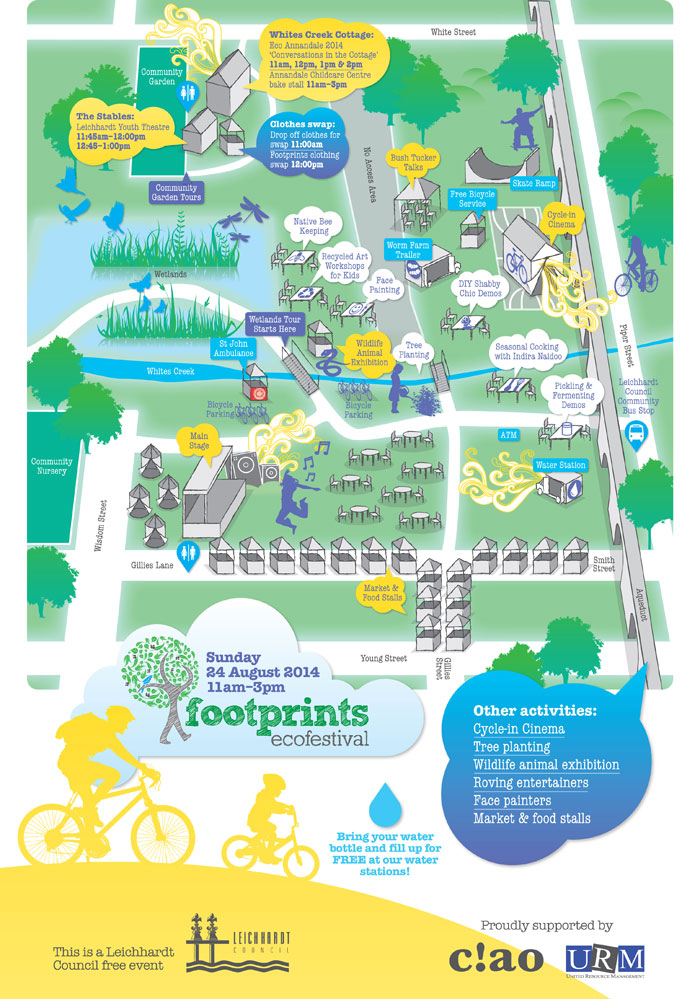 White Street
Whites Creek Cottage:
Eco Annandale 2014
'Conversations in the Cottage'
11am, 12pm, 1pm & 2pm
Annandale Childcare Centre
bake stall 11am–3pm
Community
Garden
The Stables:
Leichhardt Youth Theatre
11:45am–12:00pm
12:45–1:00pm
Clothes swap:
Drop off clothes for
swap 11:00am
Footprints clothing
swap 12:00pm
No Access Area
Bush Tucker
Talks
Skate Ramp
Community
Garden Tours
Free Bicycle
Service
Cycle-in
Cinema
Native Bee
Keeping
Worm Farm
Trailer
Recycled Art
Workshops
for Kids
Face
Painting
DIY Shabby
Chic Demos
Wetlands
Wetlands Tour
Starts Here
Piper Street
St John
Ambulance
Wildlife
Animal
Exhibition
Tree
Planting
Seasonal Cooking
with Indira Naidoo
Whites Creek
Leichhardt
Council
Community
Bus Stop
Pickling &
Fermenting
Demos
Bicycle
Parking
Bicycle
Parking
Main
Stage
ATM
Community
Nursery
Water Station
Wisdom Street
Gillies Lane
Smith
Street
Market &
Food Stalls
Aqueduct
Young Street
Gillies
Street
Sunday
24 August 2014
11am–3pm
footprints
ecofestival
Other activities:
Cycle-in Cinema
Tree planting
Wildlife animal exhibition
Roving entertainers
Face painters
Market & food stalls
Bring your water
bottle and fill up for
FREE at our water
stations!
This is a Leichhardt
Council free event
LEICHHARDT
COUNCIL
Proudly supported by
c!ao
URM
UNITED RESOURCE MANAGEMENT